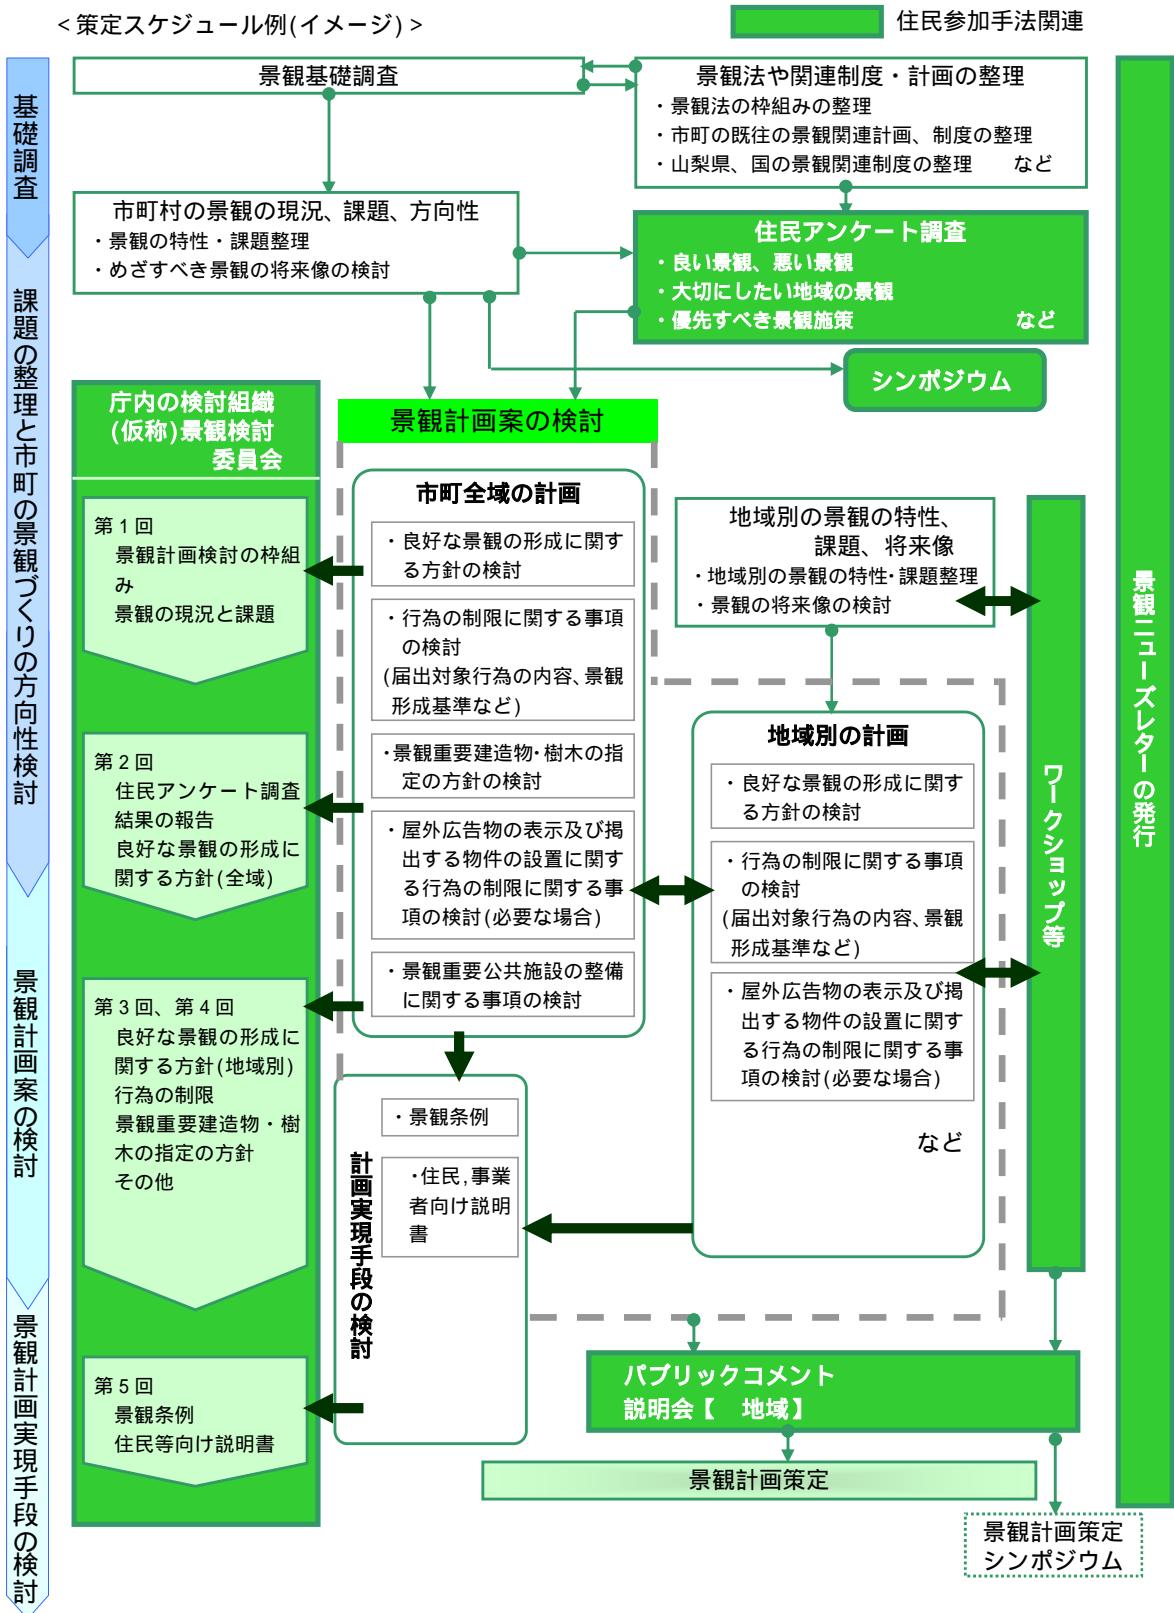 <策定スケジュール例(イメージ)>
住民参加手法関連
基礎調査
課題の整理と市町の景観づくりの方向性検討
景観計画案の検討
景観計画実現手段の検討
景観基礎調査
景観法や関連制度・計画の整理
・景観法の枠組みの整理
・市町の既往の景観関連計画、制度の整理
・山梨県、国の景観関連制度の整理　　など
市町村の景観の現況、課題、方向性
・景観の特性・課題整理
・めざすべき景観の将来像の検討
住民アンケート調査
・良い景観、悪い景観
・大切にしたい地域の景観
・優先すべき景観施策　　など
シンポジウム
庁内の検討組織
(仮称)景観検討
委員会
第1回
景観計画検討の枠組
み
景観の現況と課題
第2回
住民アンケート調査
結果の報告
良好な景観の形成に
関する方針(全域)
第3回、第4回
良好な景観の形成に
関する方針(地域別)
行為の制限
景観重要建造物・樹
木の指定の方針
その他
第5回
景観条例
住民等向け説明書
景観計画案の検討
市町全域の計画
・良好な景観の形成に関す
る方針の検討
・行為の制限に関する事項
の検討
(届出対象行為の内容、景観
形成基準など)
・景観重要建造物・樹木の指
定の方針の検討
・屋外広告物の表示及び掲
出する物件の設置に関す
る行為の制限に関する事
項の検討(必要な場合)
・景観重要公共施設の整備
に関する事項の検討
計画実現手段の検討
・景観条例
・住民,事業
者向け説明
書
地域別の景観の特性、
課題、将来像
・地域別の景観の特性・課題整理
・景観の将来像の検討
地域別の計画
・良好な景観の形成に関す
る方針の検討
・行為の制限に関する事項
の検討
(届出対象行為の内容、景観
形成基準など)
・屋外広告物の表示及び掲
出する物件の設置に関す
る行為の制限に関する事
項の検討(必要な場合)
など
ワークショップ等
景観ニューズレターの発行
パブリックコメント
説明会【　地域】
景観計画策定
景観計画策定
シンポジウム